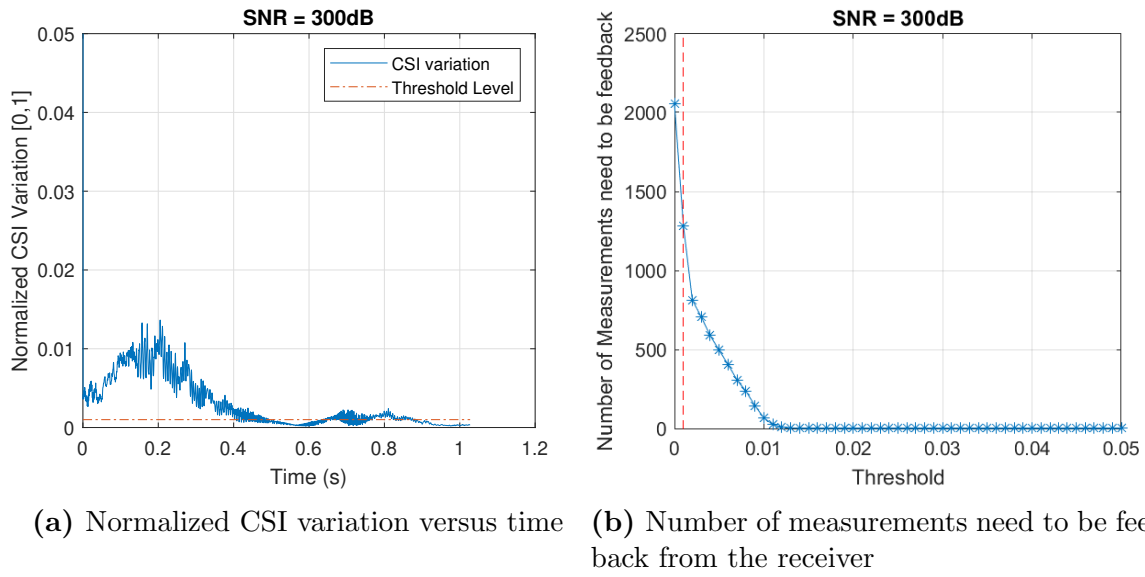 SNR = 300dB
Normalized CSI Variation [0,1]
0.05
0.04
0.03
0.02
0.01
0
CSI variation
Threshold Level
0 0.2 0.4 0.6 0.8 1 1.2
Time (s)
(a) Normalized CSI variation versus time
SNR = 300dB
Number of Measurements need to be feedback
2500
2000
1500
1000
500
0
0 0.01 0.02 0.03 0.04 0.05
Threshold
(b) Number of measurements need to be fee
back from the receiver